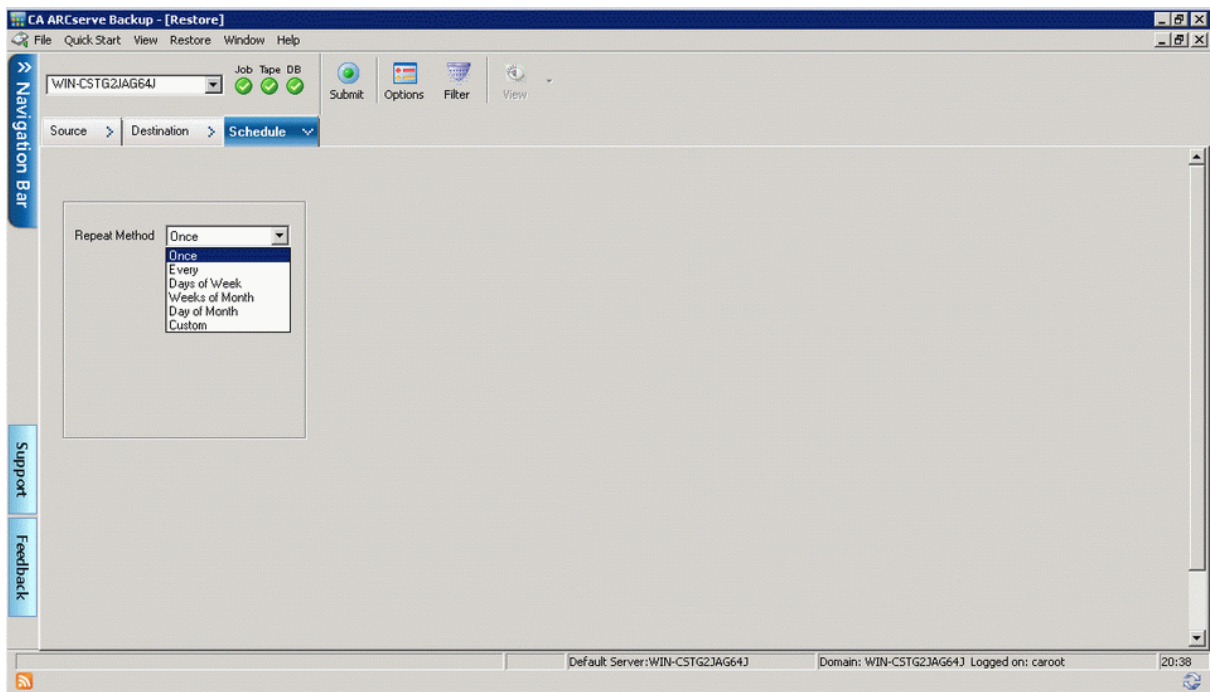 CA ARCserve Backup - [Restore]
File Quick Start View Restore Window Help
Navigation Bar
WIN-CSTG2JAG64J
Job Tape DB
Submit Options Filter View
Source Destination Schedule
Repeat Method Once
Once
Every
Days of Week
Weeks of Month
Day of Month
Custom
Support
Feedback
Default Server:WIN-CSTG2JAG64J Domain: WIN-CSTG2JAG64J Logged on: caroot 20:38